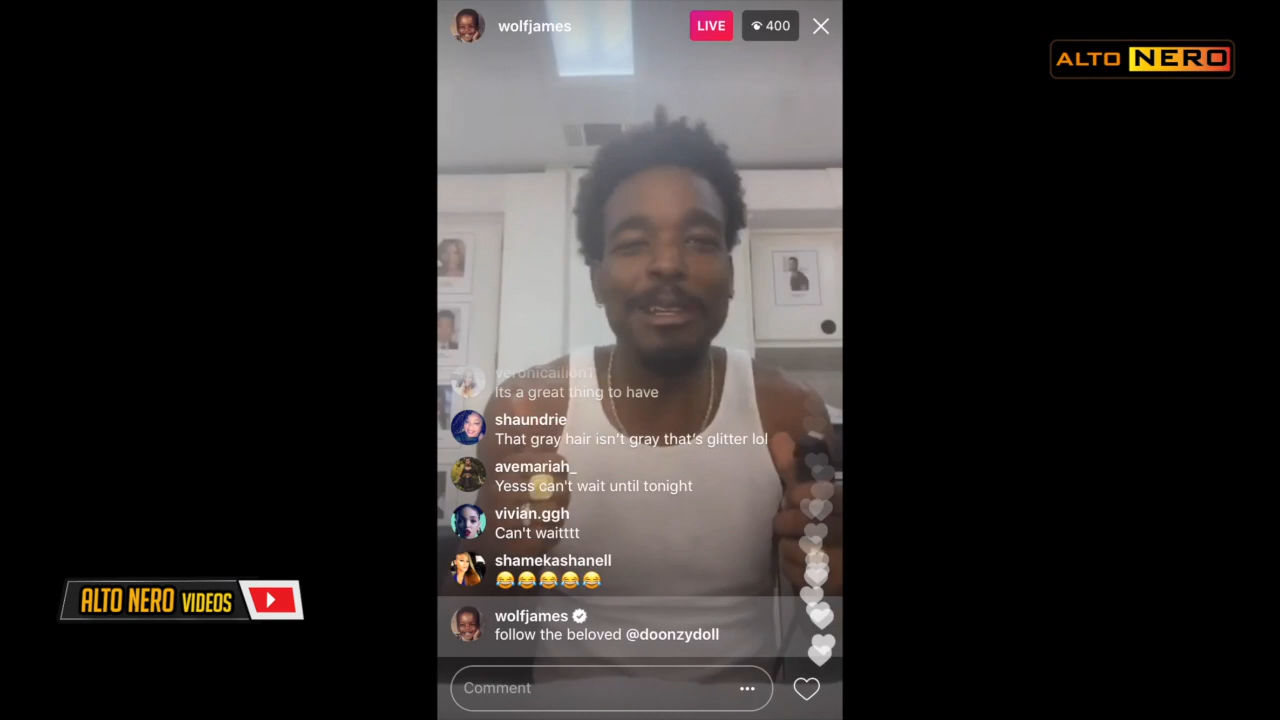 wolfjames
LIVE
400
ALTO NERO
Its a great thing to have
shaundrie
That gray hair isn't gray that's glitter lol
avemariah_
Yesss can't wait until tonight
vivian.ggh
Can't waitttt
shamekashanell
😂😂😂😂😂
wolfjames
follow the beloved @doonzydoll
Comment
ALTO NERO VIDEOS